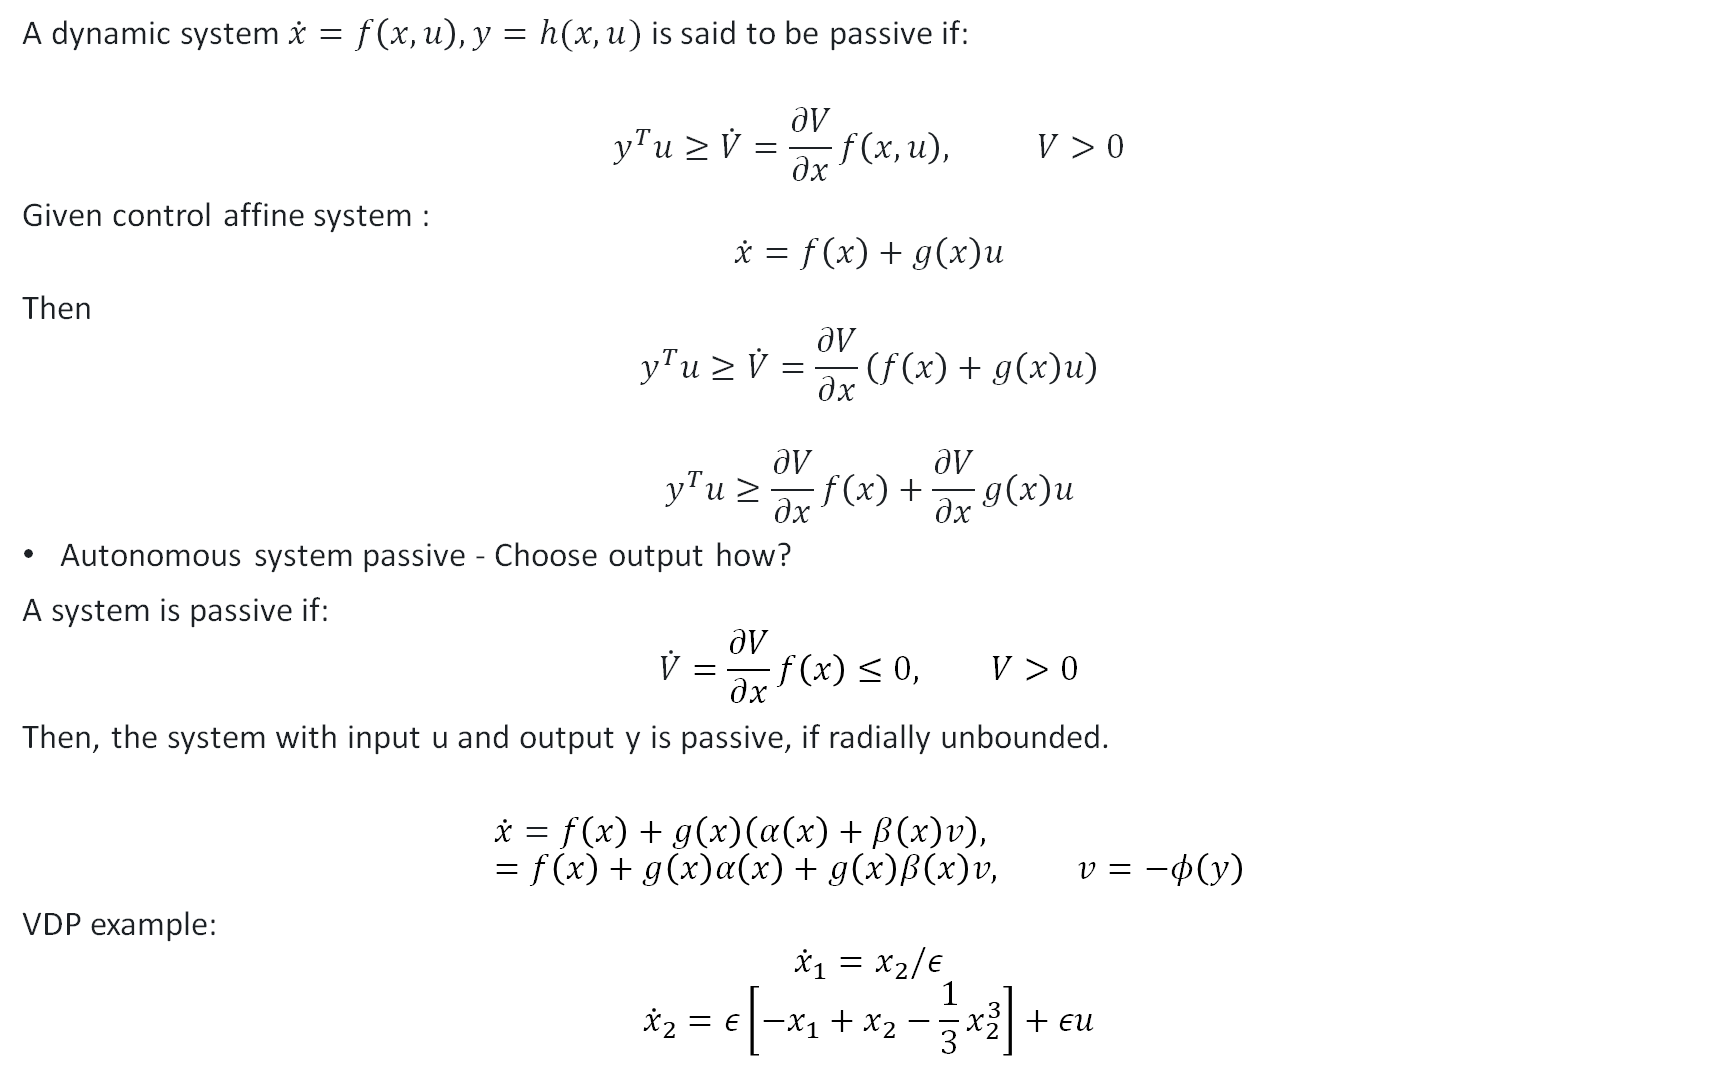 A dynamic system ẋ = f(x, u), y = h(x, u) is said to be passive if:
yᵀu ≥ V̇ = ∂V/∂x f(x, u), V > 0
Given control affine system :
ẋ = f(x) + g(x)u
Then
yᵀu ≥ V̇ = ∂V/∂x (f(x) + g(x)u)
yᵀu ≥ ∂V/∂x f(x) + ∂V/∂x g(x)u
• Autonomous system passive - Choose output how?
A system is passive if:
V̇ = ∂V/∂x f(x) ≤ 0, V > 0
Then, the system with input u and output y is passive, if radially unbounded.
ẋ = f(x) + g(x)(α(x) + β(x)v),
= f(x) + g(x)α(x) + g(x)β(x)v, v = −ϕ(y)
VDP example:
ẋ₁ = x₂/ϵ
ẋ₂ = ϵ[−x₁ + x₂ − 1/3 x₂³] + ϵu